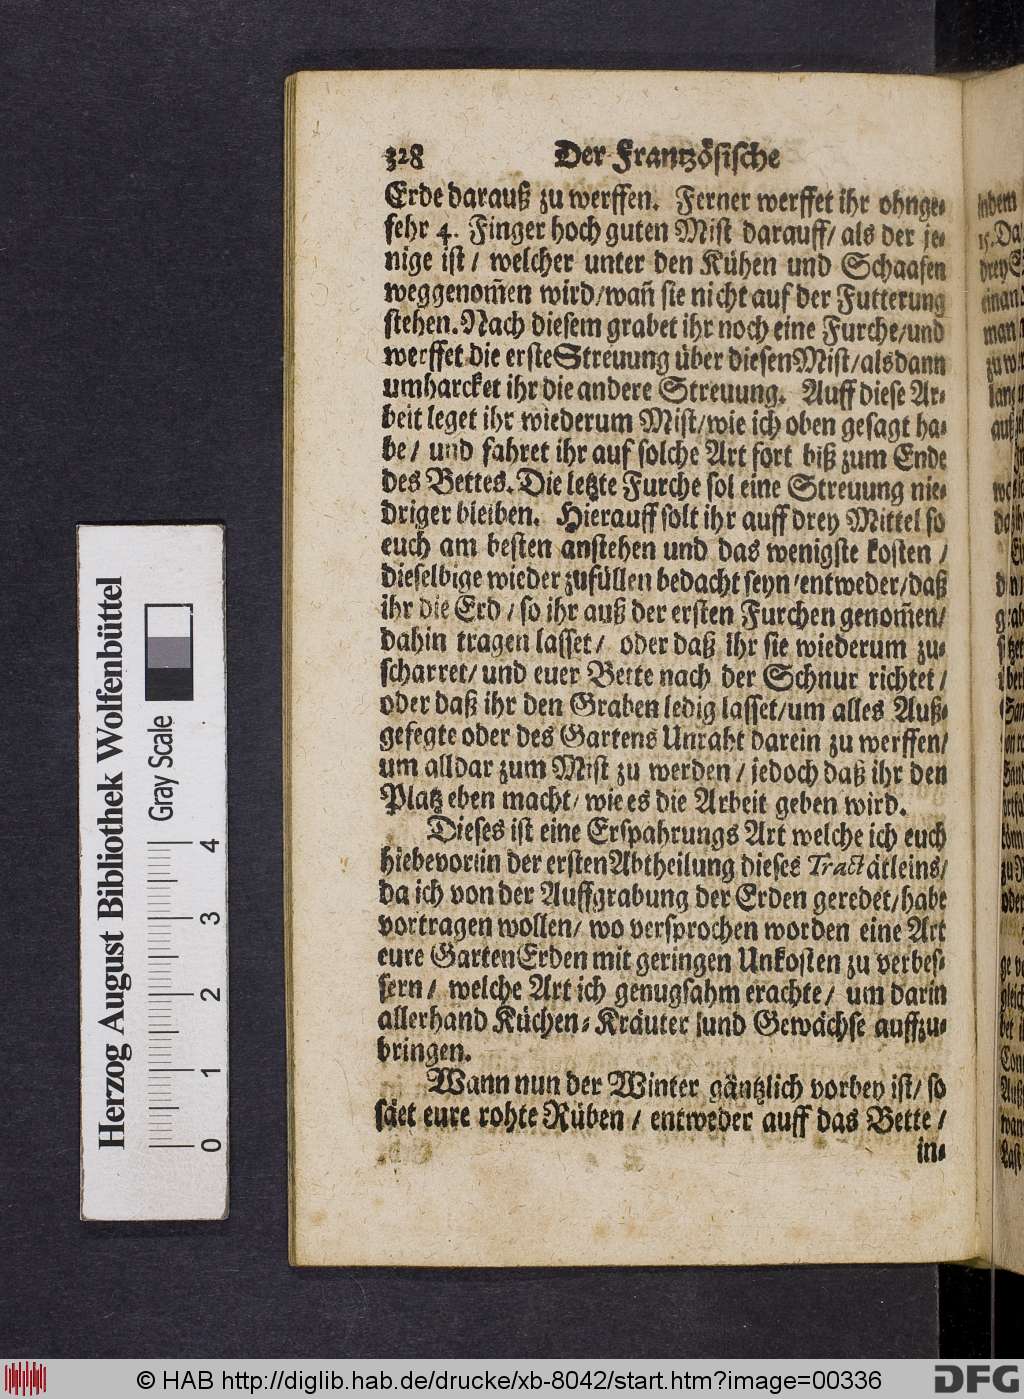 328 Der Frantzösische
Erde darauß zu werffen. Ferner werffet ihr ohnge⸗
fehr 4. Finger hoch guten Mist darauff/ als der je⸗
nige ist/ welcher unter den Kühen und Schaafen
weggenom̃en wird/wañ sie nicht auf der Futterung
stehen. Nach diesem grabet ihr noch eine Furche/und
werffet die erste Streuung über diesen Mist/alsdann
umharcket ihr die andere Streuung. Auff diese Ar⸗
beit leget ihr wiederum Mist/wie ich oben gesagt ha⸗
be/ und fahret ihr auf solche Art fort biß zum Ende
des Bettes. Die letzte Furche sol eine Streuung nie⸗
driger bleiben. Hierauff solt ihr auff drey Mittel so
euch am besten anstehen und das wenigste kosten /
dieselbige wieder zufüllen bedacht seyn/entweder/daß
ihr die Erd/ so ihr auß der ersten Furchen genom̃en/
dahin tragen lasset/ oder daß ihr sie wiederum zu⸗
scharret/ und euer Bette nach der Schnur richtet/
oder daß ihr den Graben ledig lasset/um alles Auß⸗
gefegte oder des Gartens Unraht darein zu werffen/
um alldar zum Mist zu werden/ jedoch daß ihr den
Platz eben macht/ wie es die Arbeit geben wird.
Dieses ist eine Erspahrungs Art welche ich euch
hiebevor in der ersten Abtheilung dieses Tractätleins/
da ich von der Auffgrabung der Erden geredet/habe
vortragen wollen/ wo versprochen worden eine Art
eure Garten Erden mit geringen Unkosten zu verbes⸗
sern/ welche Art ich genugsahm erachte/ um darin
allerhand Küchen⸗Kräuter und Gewächse auffzu⸗
bringen.
Wann nun der Winter gäntzlich vorbey ist/ so
säet eure rohte Rüben/ entweder auff das Bette/
in⸗
Herzog August Bibliothek Wolfenbüttel
Gray Scale
0 1 2 3 4
© HAB http://diglib.hab.de/drucke/xb-8042/start.htm?image=00336
DFG